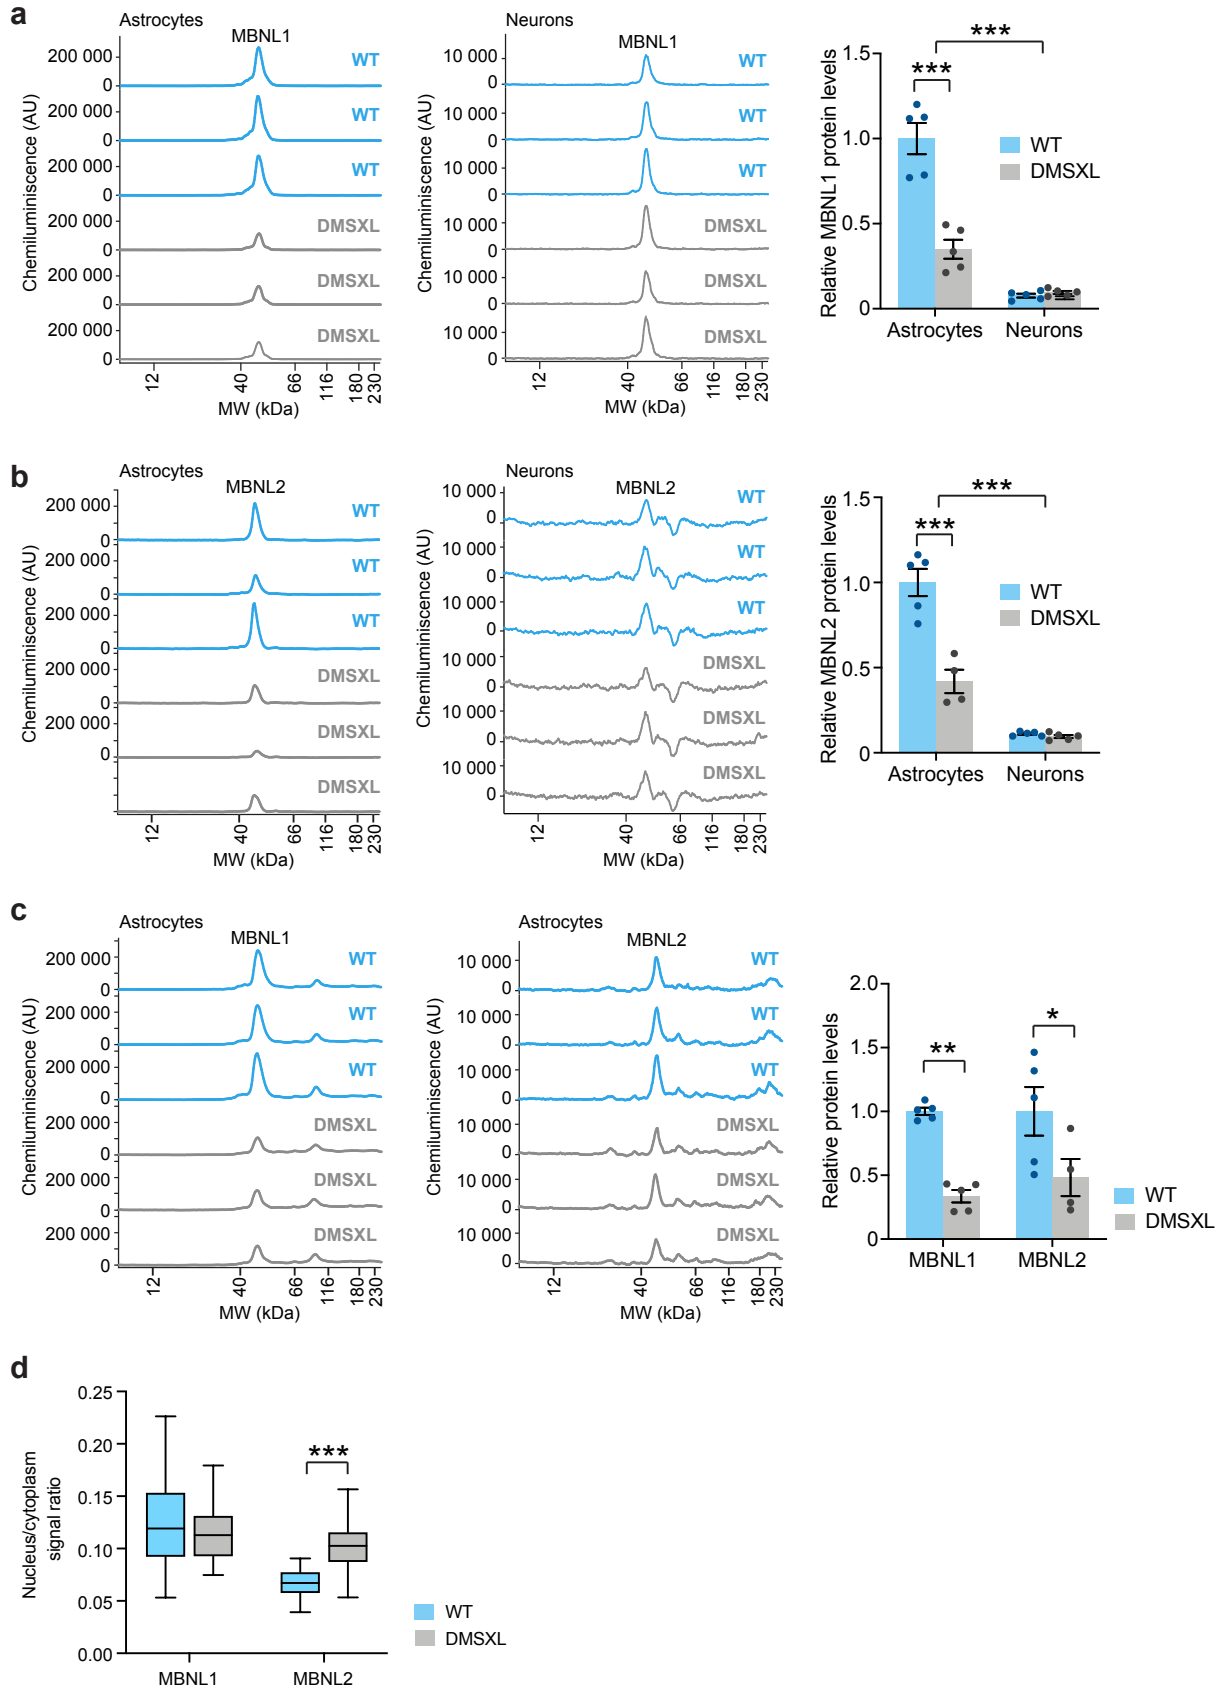 a
Astrocytes
MBNL1
Chemiluminiscence (AU)
200 000
0
WT
200 000
0
WT
200 000
0
WT
200 000
0
DMSXL
200 000
0
DMSXL
200 000
0
DMSXL
12 40 66 116 180 230
MW (kDa)
Neurons
MBNL1
Chemiluminiscence (AU)
10 000
0
WT
10 000
0
WT
10 000
0
WT
10 000
0
DMSXL
10 000
0
DMSXL
10 000
0
DMSXL
12 40 66 116 180 230
MW (kDa)
Relative MBNL1 protein levels
1.5
1.0
0.5
0
***
***
WT
DMSXL
Astrocytes Neurons
b
Astrocytes
MBNL2
Chemiluminiscence (AU)
200 000
0
WT
200 000
0
WT
200 000
0
WT
200 000
0
DMSXL
200 000
0
DMSXL
DMSXL
12 40 66 116 180 230
MW (kDa)
Neurons
MBNL2
Chemiluminiscence (AU)
10 000
0
WT
10 000
0
WT
10 000
0
WT
10 000
0
DMSXL
10 000
0
DMSXL
10 000
0
DMSXL
12 40 66 116 180 230
MW (kDa)
Relative MBNL2 protein levels
1.5
1.0
0.5
0
***
***
WT
DMSXL
Astrocytes Neurons
c
Astrocytes
MBNL1
Chemiluminiscence (AU)
200 000
0
WT
200 000
0
WT
200 000
0
WT
200 000
0
DMSXL
200 000
0
DMSXL
200 000
0
DMSXL
12 40 66 116 180 230
MW (kDa)
Astrocytes
MBNL2
Chemiluminiscence (AU)
10 000
0
WT
10 000
0
WT
10 000
0
WT
10 000
0
DMSXL
10 000
0
DMSXL
10 000
0
DMSXL
12 40 66 116 180 230
MW (kDa)
Relative protein levels
2.0
1.5
1.0
0.5
0
**
*
WT
DMSXL
MBNL1 MBNL2
d
Nucleus/cytoplasm
signal ratio
0.25
0.20
0.15
0.10
0.05
0.00
***
WT
DMSXL
MBNL1 MBNL2